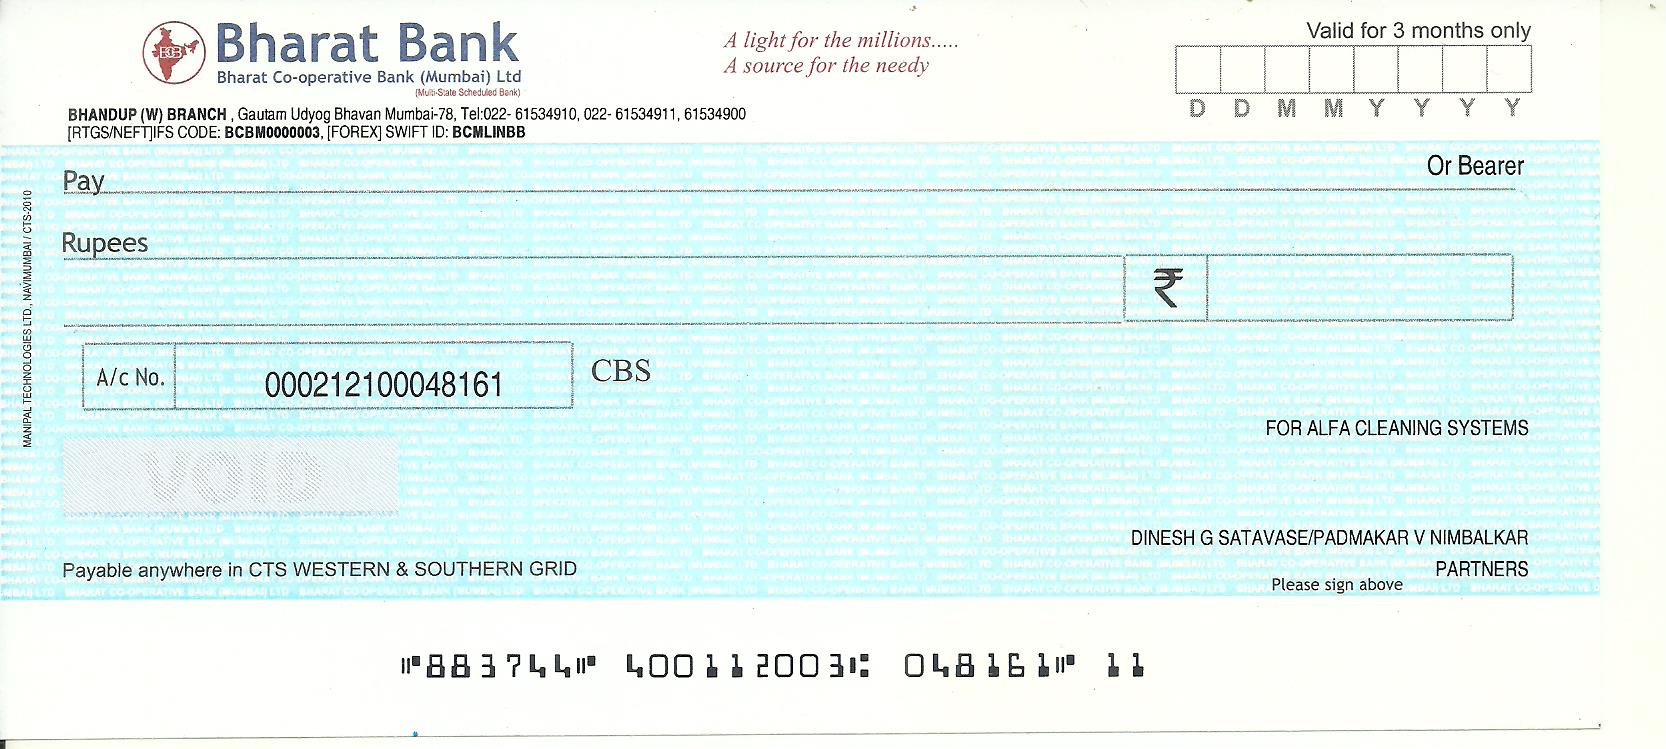 Bharat Bank
Bharat Co-operative Bank (Mumbai) Ltd
(Multi-State Scheduled Bank)
A light for the millions.....
A source for the needy
Valid for 3 months only
D D M M Y Y Y Y
BHANDUP (W) BRANCH , Gautam Udyog Bhavan Mumbai-78, Tel:022- 61534910, 022- 61534911, 61534900
[RTGS/NEFT]IFS CODE: BCBM0000003, [FOREX] SWIFT ID: BCMLINBB
Pay
Or Bearer
Rupees
₹
A/c No. 000212100048161
CBS
FOR ALFA CLEANING SYSTEMS
VOID
DINESH G SATAVASE/PADMAKAR V NIMBALKAR
PARTNERS
Please sign above
Payable anywhere in CTS WESTERN & SOUTHERN GRID
MANIPAL TECHNOLOGIES LTD., NAVIMUMBAI / CTS-2010
⑈883744⑈ 400112003⑆ 048161⑈ 11